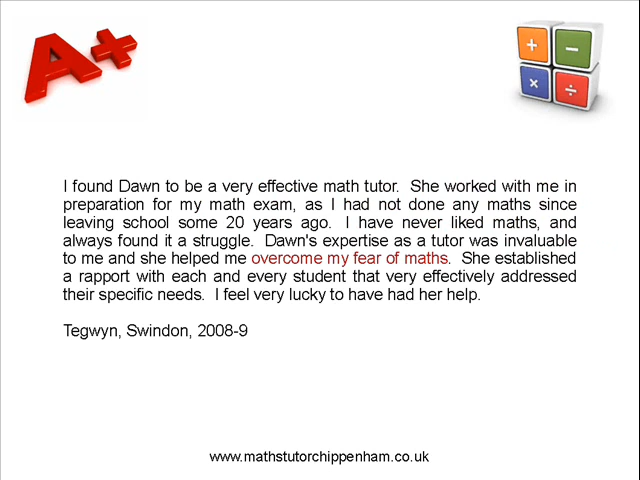 A+
+ −
× ÷
I found Dawn to be a very effective math tutor. She worked with me in
preparation for my math exam, as I had not done any maths since
leaving school some 20 years ago. I have never liked maths, and
always found it a struggle. Dawn's expertise as a tutor was invaluable
to me and she helped me overcome my fear of maths. She established
a rapport with each and every student that very effectively addressed
their specific needs. I feel very lucky to have had her help.
Tegwyn, Swindon, 2008-9
www.mathstutorchippenham.co.uk